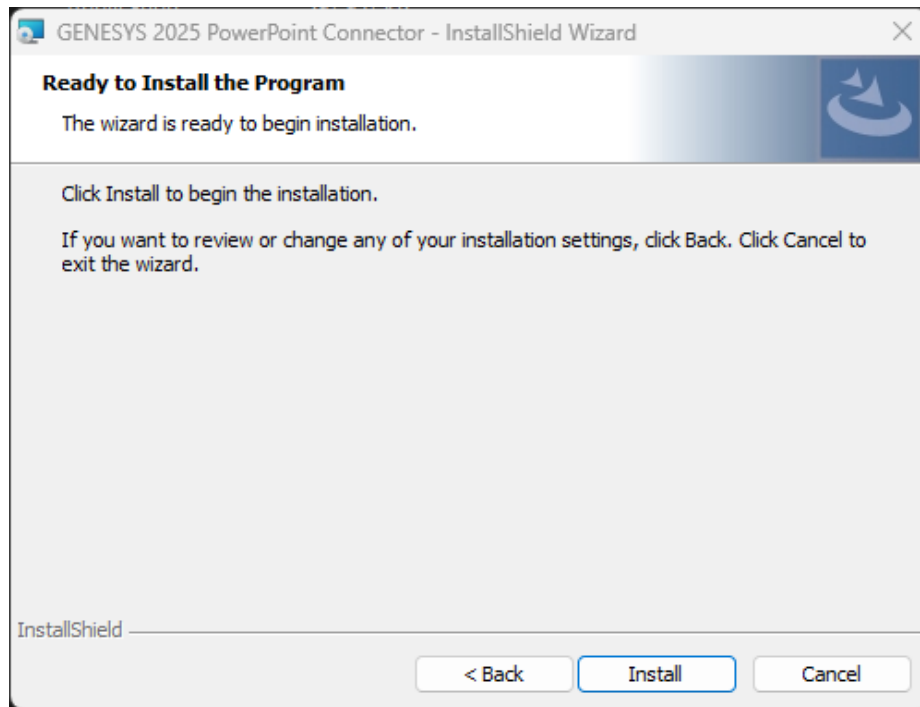 GENESYS 2025 PowerPoint Connector - InstallShield Wizard
Ready to Install the Program
The wizard is ready to begin installation.
Click Install to begin the installation.
If you want to review or change any of your installation settings, click Back. Click Cancel to
exit the wizard.
InstallShield
< Back
Install
Cancel